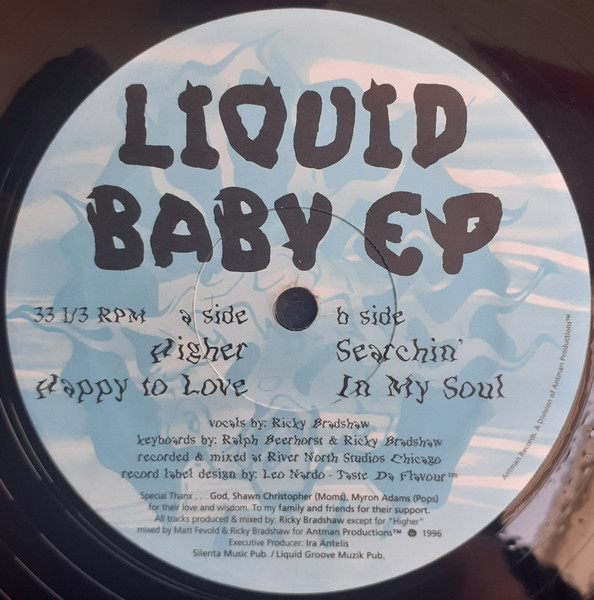 LIQUID
BABY EP
33 1/3 RPM a side b side
Higher Searchin'
Happy to Love In My Soul
vocals by: Ricky Bradshaw
keyboards by: Ralph Beerhorst & Ricky Bradshaw
recorded & mixed at River North Studios Chicago
record label design by: Leo Nardo - Taste Da Flavour™
Special Thanx . . . God, Shawn Christopher (Moms), Myron Adams (Pops)
for their love and wisdom. To my family and friends for their support.
All tracks produced & mixed by: Ricky Bradshaw except for "Higher"
mixed by Matt Fevold & Ricky Bradshaw for Antman Productions™ ℗ 1996
Executive Producer: Ira Antelis
Silenta Music Pub. / Liquid Groove Muzik Pub.
Antman Records A Division of Antman Productions™